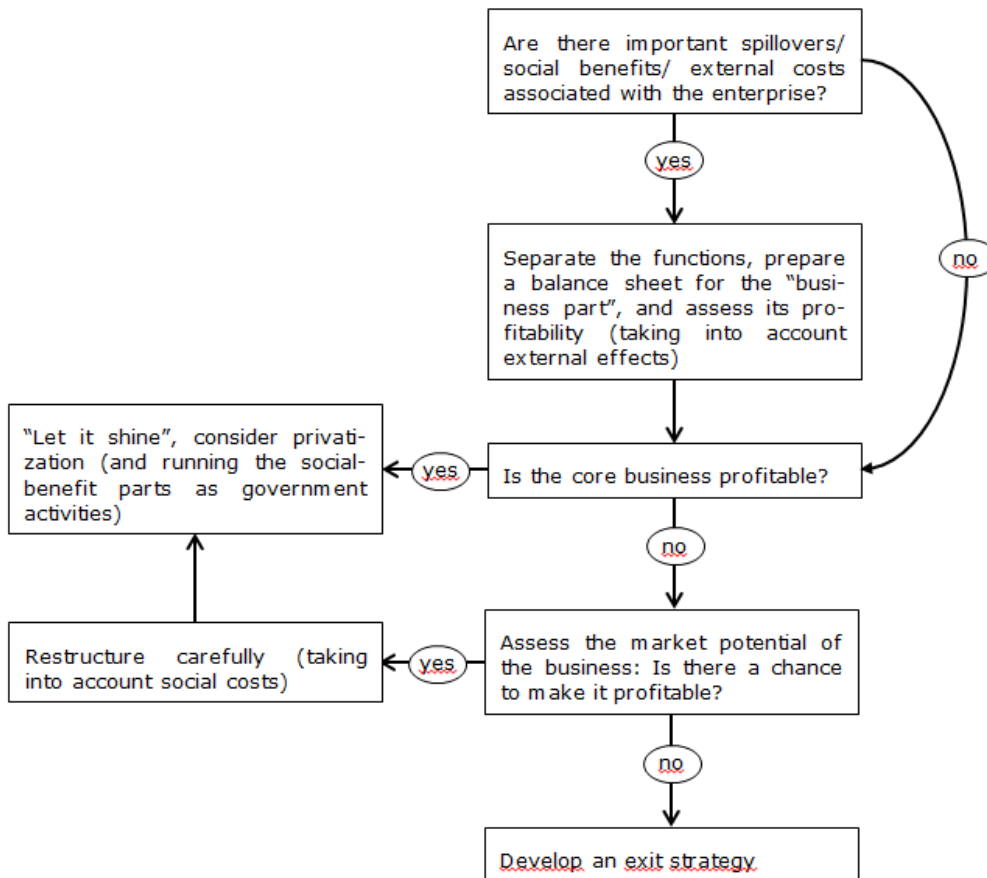 Are there important spillovers/
social benefits/ external costs
associated with the enterprise?
yes
no
Separate the functions, prepare
a balance sheet for the “busi-
ness part”, and assess its pro-
fitability (taking into account
external effects)
“Let it shine”, consider privati-
zation (and running the social-
benefit parts as government
activities)
yes
Is the core business profitable?
no
Restructure carefully (taking
into account social costs)
yes
Assess the market potential of
the business: Is there a chance
to make it profitable?
no
Develop an exit strategy